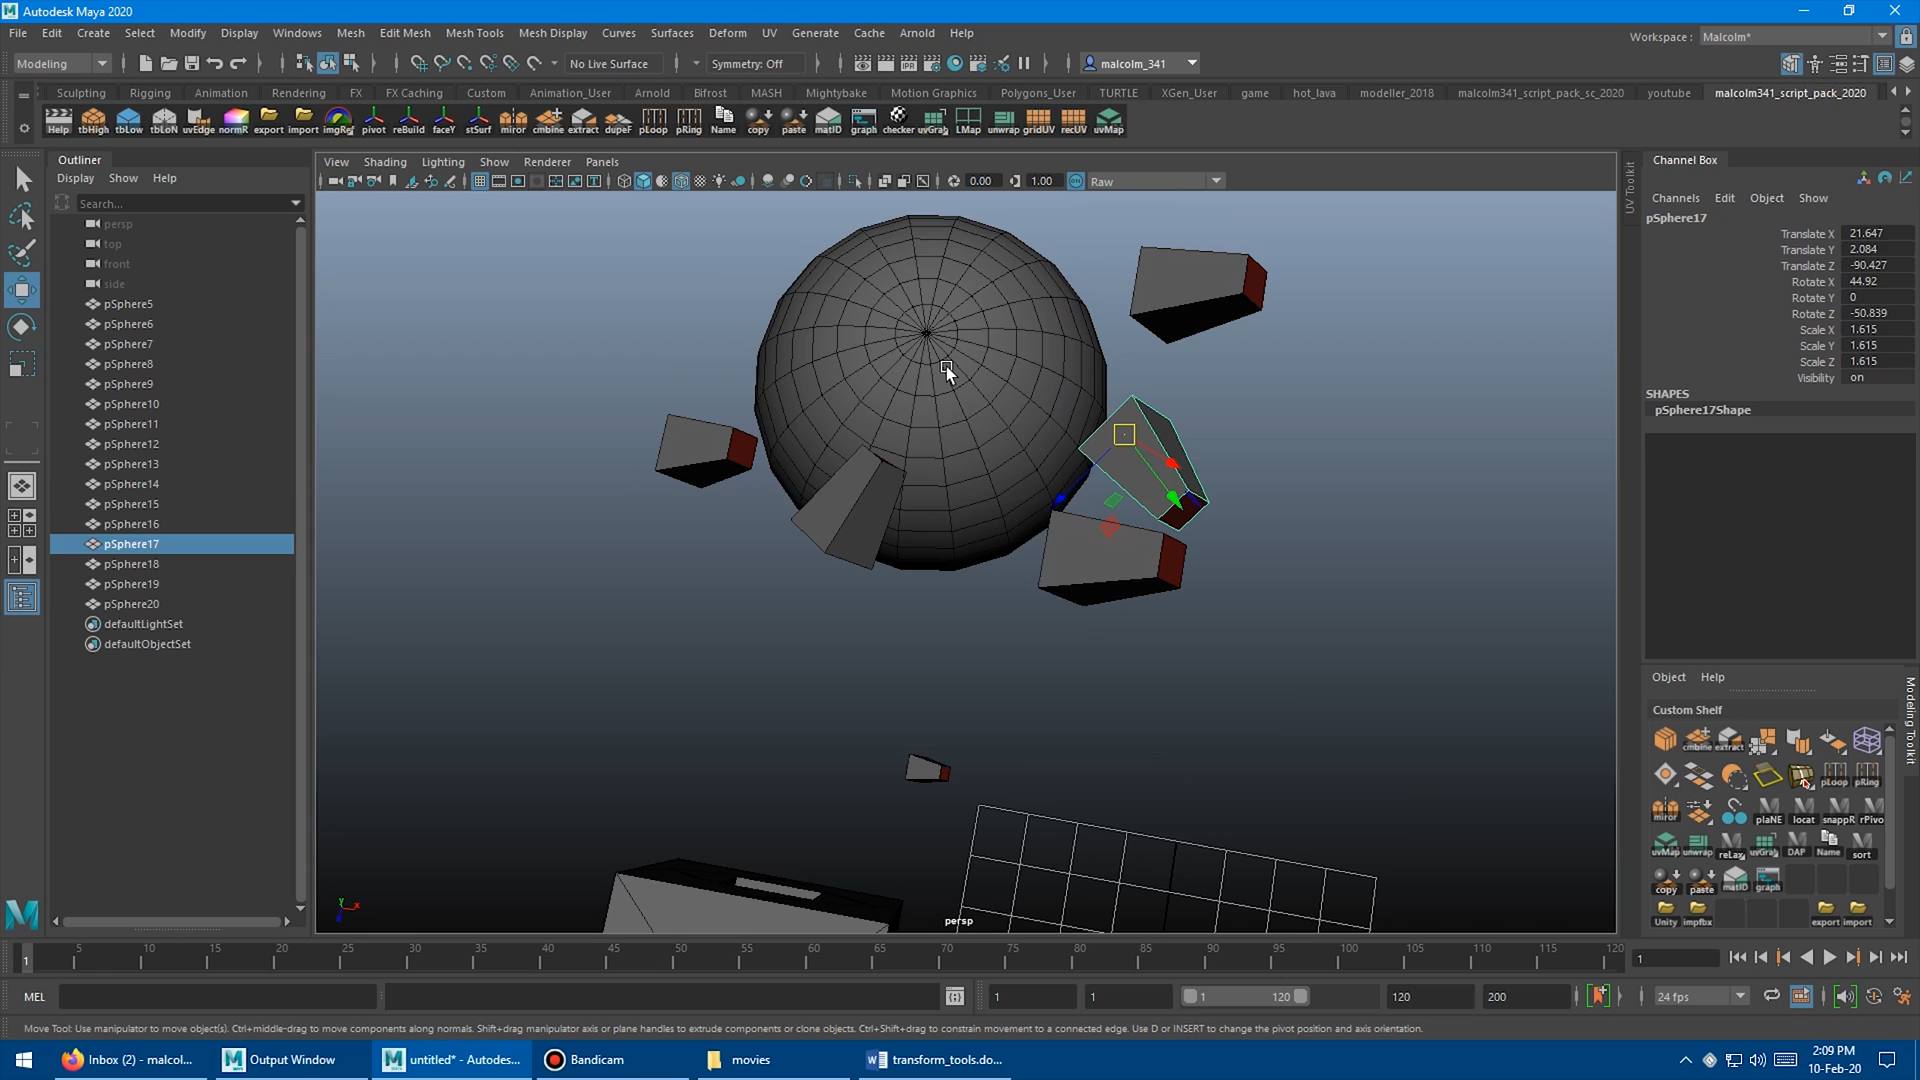 Autodesk Maya 2020
File Edit Create Select Modify Display Windows Mesh Edit Mesh Mesh Tools Mesh Display Curves Surfaces Deform UV Generate Cache Arnold Help
Workspace : Malcolm*
Modeling No Live Surface Symmetry: Off malcolm_341
Sculpting Rigging Animation Rendering FX FX Caching Custom Animation_User Arnold Bifrost MASH Mightybake Motion Graphics Polygons_User TURTLE XGen_User game hot_lava modeller_2018 malcolm341_script_pack_sc_2020 youtube malcolm341_script_pack_2020
Help tbHigh tbLow tbLoN uvEdge normR export import imgRef pivot reBuild faceY stSurf miror cmbine extract dupeF pLoop pRing Name copy paste matID graph checker uvGrab LMap unwrap gridUV recUV uvMap
Outliner
Display Show Help
Search...
persp
top
front
side
pSphere5
pSphere6
pSphere7
pSphere8
pSphere9
pSphere10
pSphere11
pSphere12
pSphere13
pSphere14
pSphere15
pSphere16
pSphere17
pSphere18
pSphere19
pSphere20
defaultLightSet
defaultObjectSet
View Shading Lighting Show Renderer Panels
0.00 1.00 Raw
persp
UV Toolkit
Channel Box
Channels Edit Object Show
pSphere17
Translate X 21.647
Translate Y 2.084
Translate Z -90.427
Rotate X 44.92
Rotate Y 0
Rotate Z -50.839
Scale X 1.615
Scale Y 1.615
Scale Z 1.615
Visibility on
SHAPES
pSphere17Shape
Object Help
Modeling Toolkit
Custom Shelf
cmbine extract
pLoop pRing
miror plaNE locat snappR rPivo
uvMap unwrap reLax uvGrab DAP Name sort
copy paste matID graph
Unity impfbx export import
5 10 15 20 25 30 35 40 45 50 55 60 65 70 75 80 85 90 95 100 105 110 115 120
1 1
MEL 1 1 1 120 120 200 24 fps
Move Tool: Use manipulator to move object(s). Ctrl+middle-drag to move components along normals. Shift+drag manipulator axis or plane handles to extrude components or clone objects. Ctrl+Shift+drag to constrain movement to a connected edge. Use D or INSERT to change the pivot position and axis orientation.
Inbox (2) - malcol... Output Window untitled* - Autodes... Bandicam movies transform_tools.do...
2:09 PM
10-Feb-20